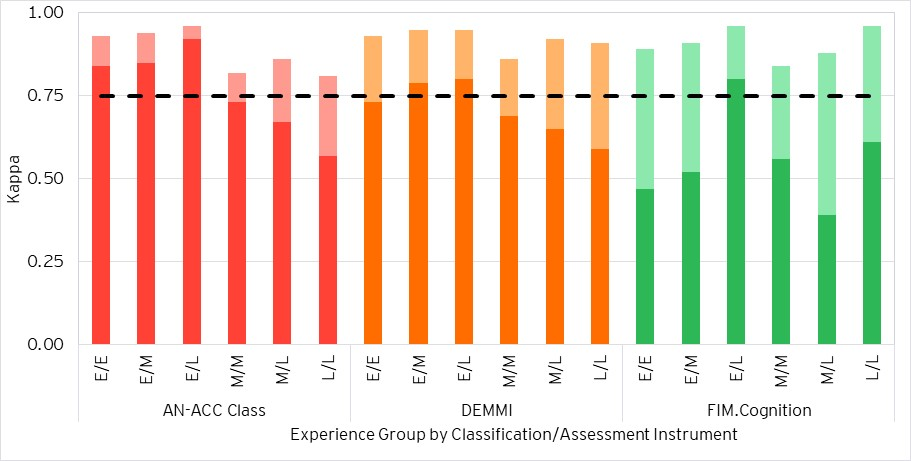 1.00
0.75
0.50
0.25
0.00
Kappa
E/E E/M E/L M/M M/L L/L E/E E/M E/L M/M M/L L/L E/E E/M E/L M/M M/L L/L
AN-ACC Class DEMMI FIM.Cognition
Experience Group by Classification/Assessment Instrument